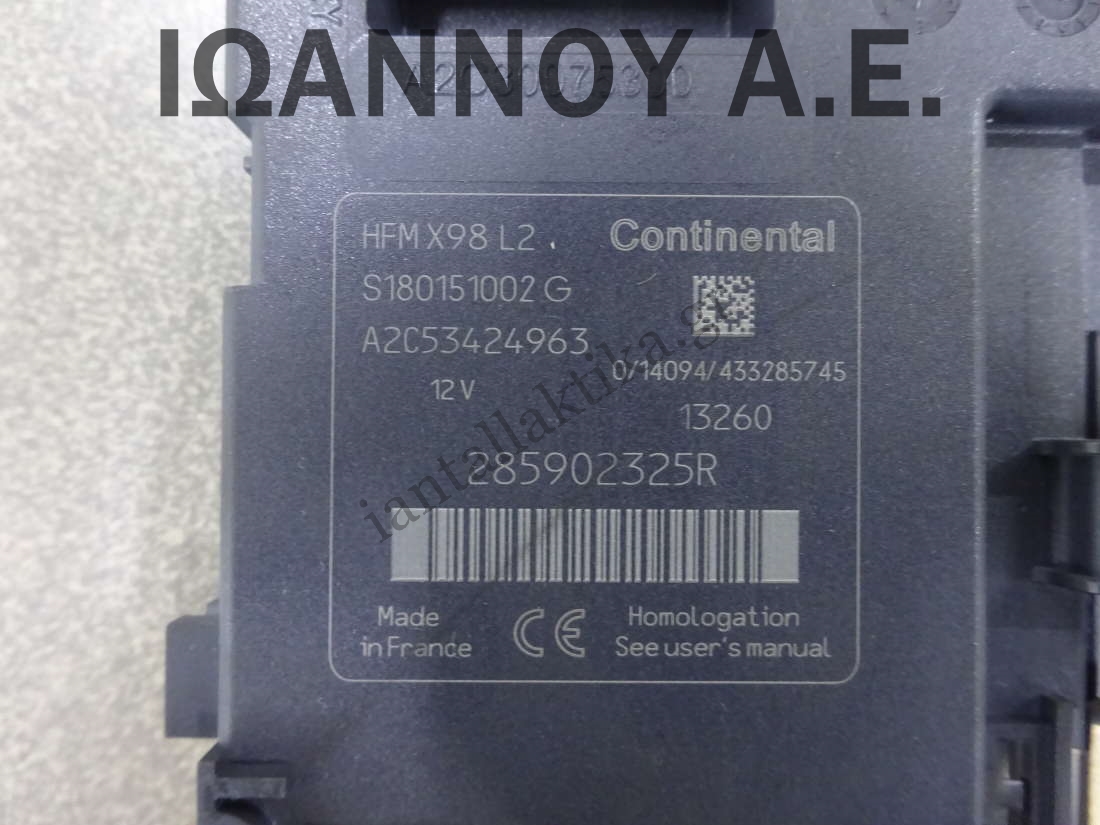 ΙΩΑΝΝΟΥ Α.Ε.
HFM X98 L2 Continental
S180151002 G
A2C53424963
0/14094/433285745
12 V
13260
285902325R
Made
in France
CE
Homologation
See user's manual
iantallaktika.gr